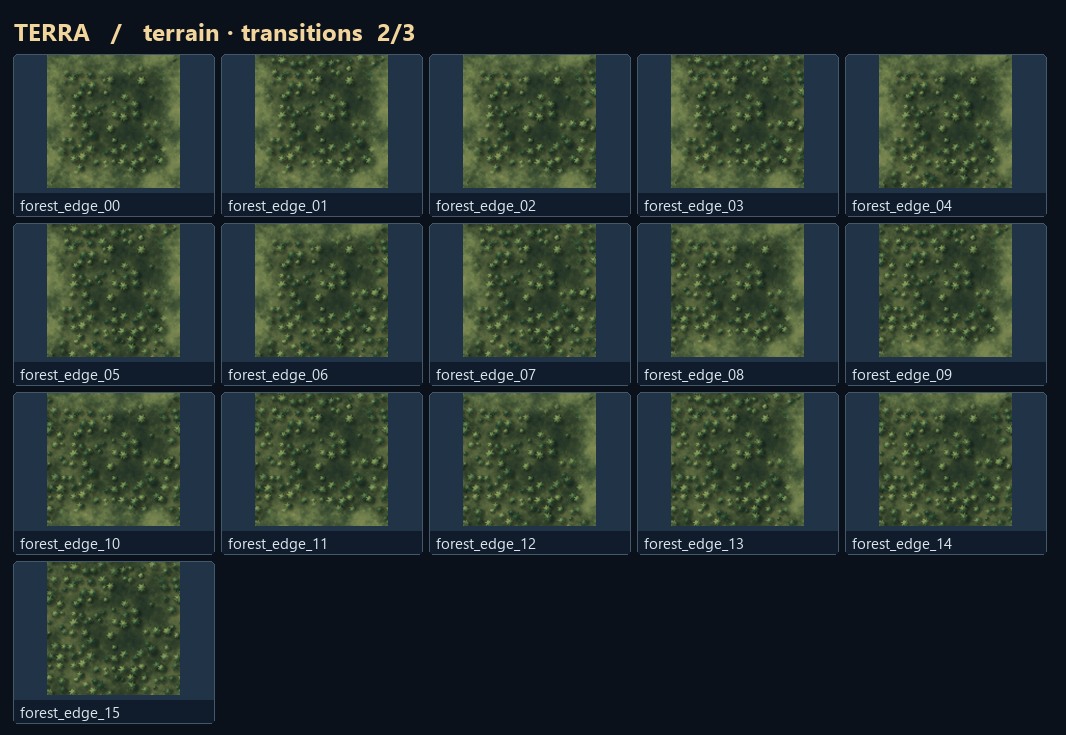 TERRA / terrain · transitions 2/3
forest_edge_00
forest_edge_01
forest_edge_02
forest_edge_03
forest_edge_04
forest_edge_05
forest_edge_06
forest_edge_07
forest_edge_08
forest_edge_09
forest_edge_10
forest_edge_11
forest_edge_12
forest_edge_13
forest_edge_14
forest_edge_15